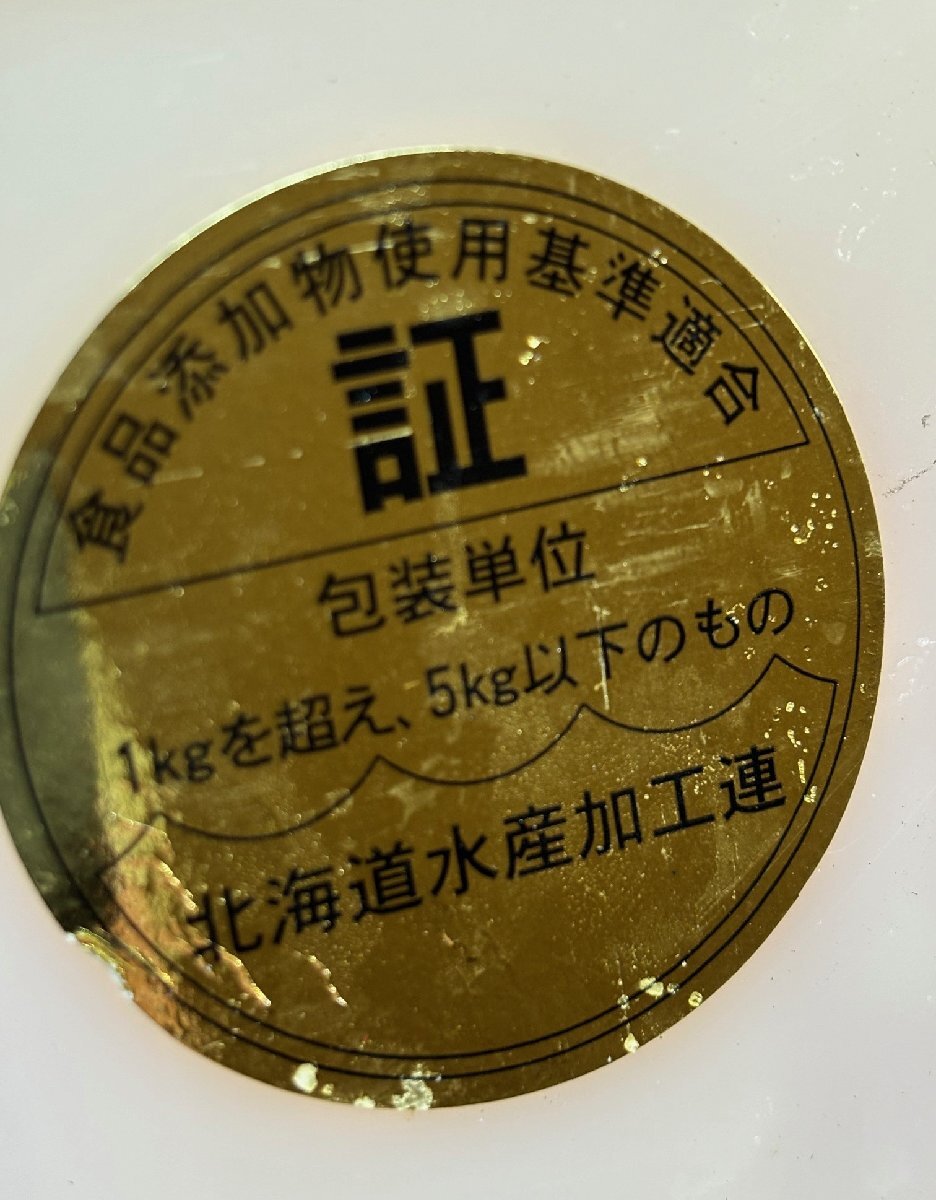 食品添加物使用基準適合
証
包装単位
1kgを超え、5kg以下のもの
北海道水産加工連